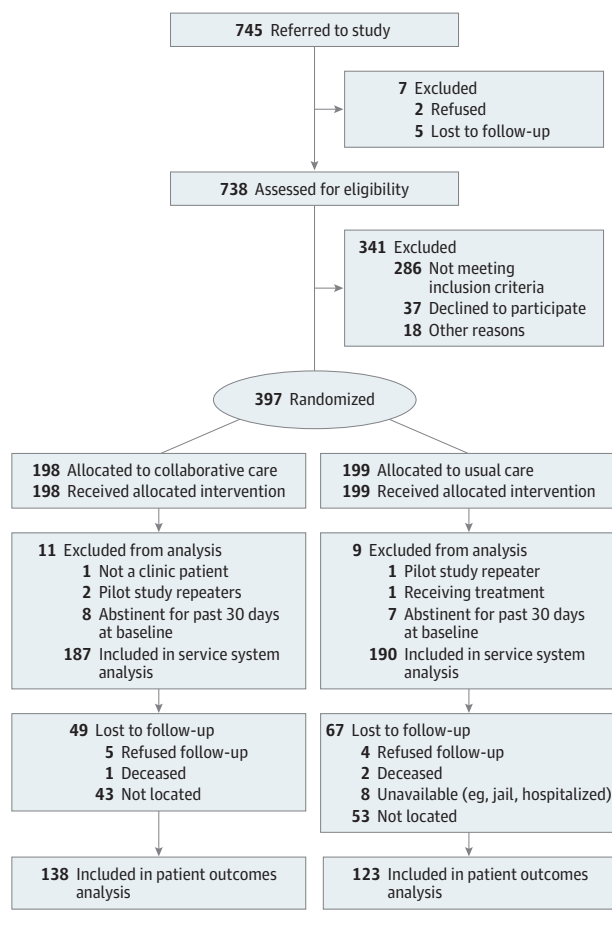 745 Referred to study
7 Excluded
2 Refused
5 Lost to follow-up
738 Assessed for eligibility
341 Excluded
286 Not meeting
inclusion criteria
37 Declined to participate
18 Other reasons
397 Randomized
198 Allocated to collaborative care
198 Received allocated intervention
199 Allocated to usual care
199 Received allocated intervention
11 Excluded from analysis
1 Not a clinic patient
2 Pilot study repeaters
8 Abstinent for past 30 days
at baseline
187 Included in service system
analysis
9 Excluded from analysis
1 Pilot study repeater
1 Receiving treatment
7 Abstinent for past 30 days
at baseline
190 Included in service system
analysis
49 Lost to follow-up
5 Refused follow-up
1 Deceased
43 Not located
67 Lost to follow-up
4 Refused follow-up
2 Deceased
8 Unavailable (eg, jail, hospitalized)
53 Not located
138 Included in patient outcomes
analysis
123 Included in patient outcomes
analysis